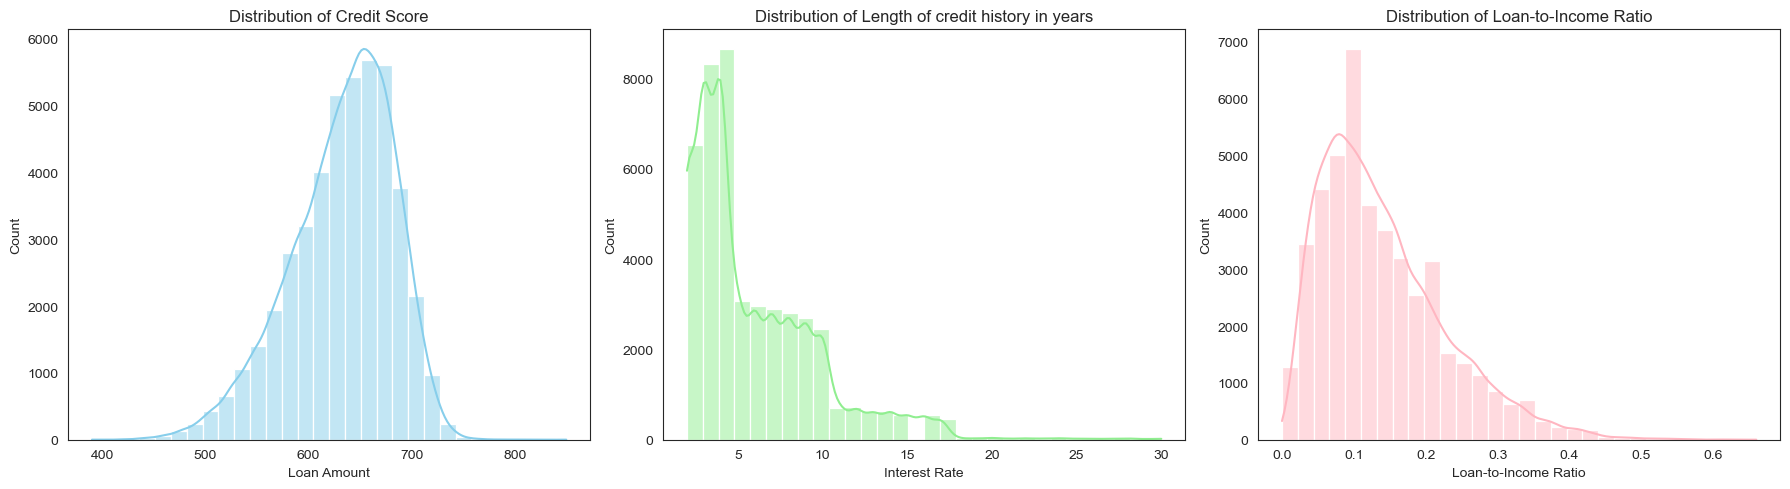 Distribution of Credit Score
6000
5000
4000
3000
2000
1000
0
Count
400 500 600 700 800
Loan Amount
Distribution of Length of credit history in years
8000
6000
4000
2000
0
Count
5 10 15 20 25 30
Interest Rate
Distribution of Loan-to-Income Ratio
7000
6000
5000
4000
3000
2000
1000
0
Count
0.0 0.1 0.2 0.3 0.4 0.5 0.6
Loan-to-Income Ratio